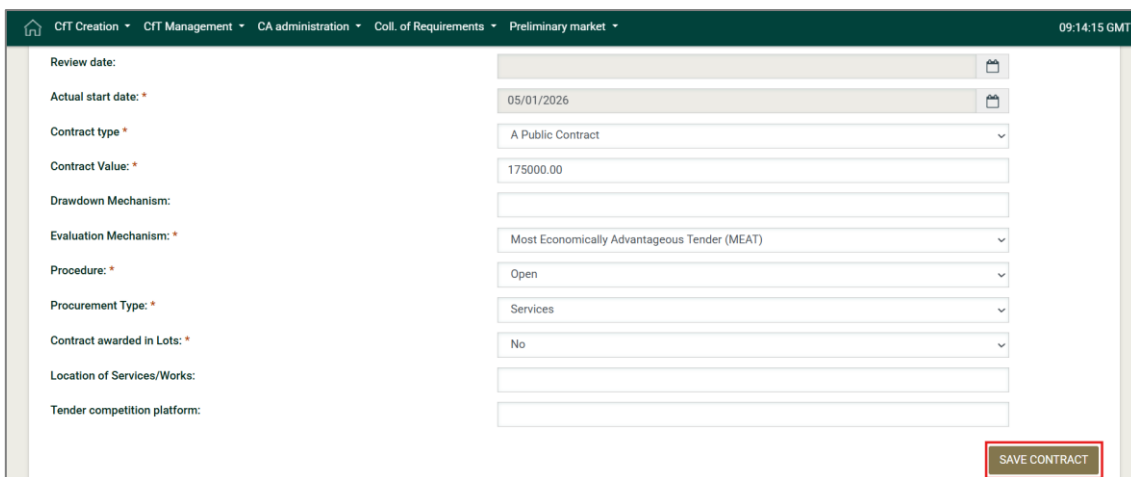 CfT Creation CfT Management CA administration Coll. of Requirements Preliminary market 09:14:15 GMT
Review date:
Actual start date: * 05/01/2026
Contract type * A Public Contract
Contract Value: * 175000.00
Drawdown Mechanism:
Evaluation Mechanism: * Most Economically Advantageous Tender (MEAT)
Procedure: * Open
Procurement Type: * Services
Contract awarded in Lots: * No
Location of Services/Works:
Tender competition platform:
SAVE CONTRACT